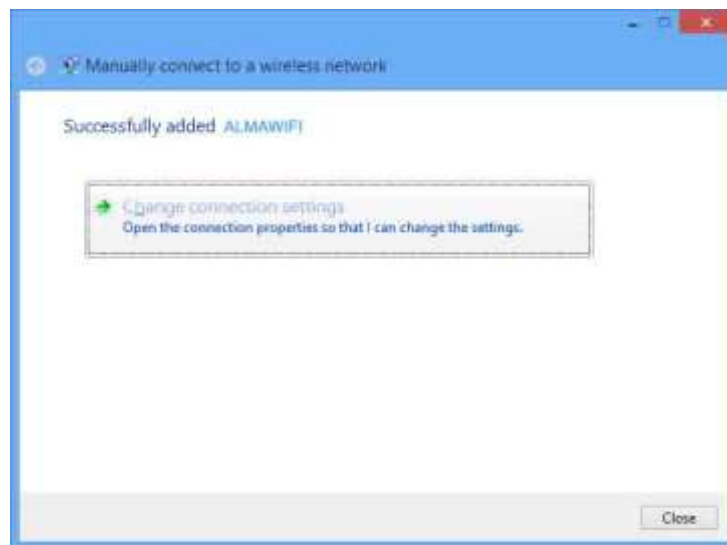 Manually connect to a wireless network
Successfully added ALMAWIFI
Change connection settings
Open the connection properties so that I can change the settings.
Close